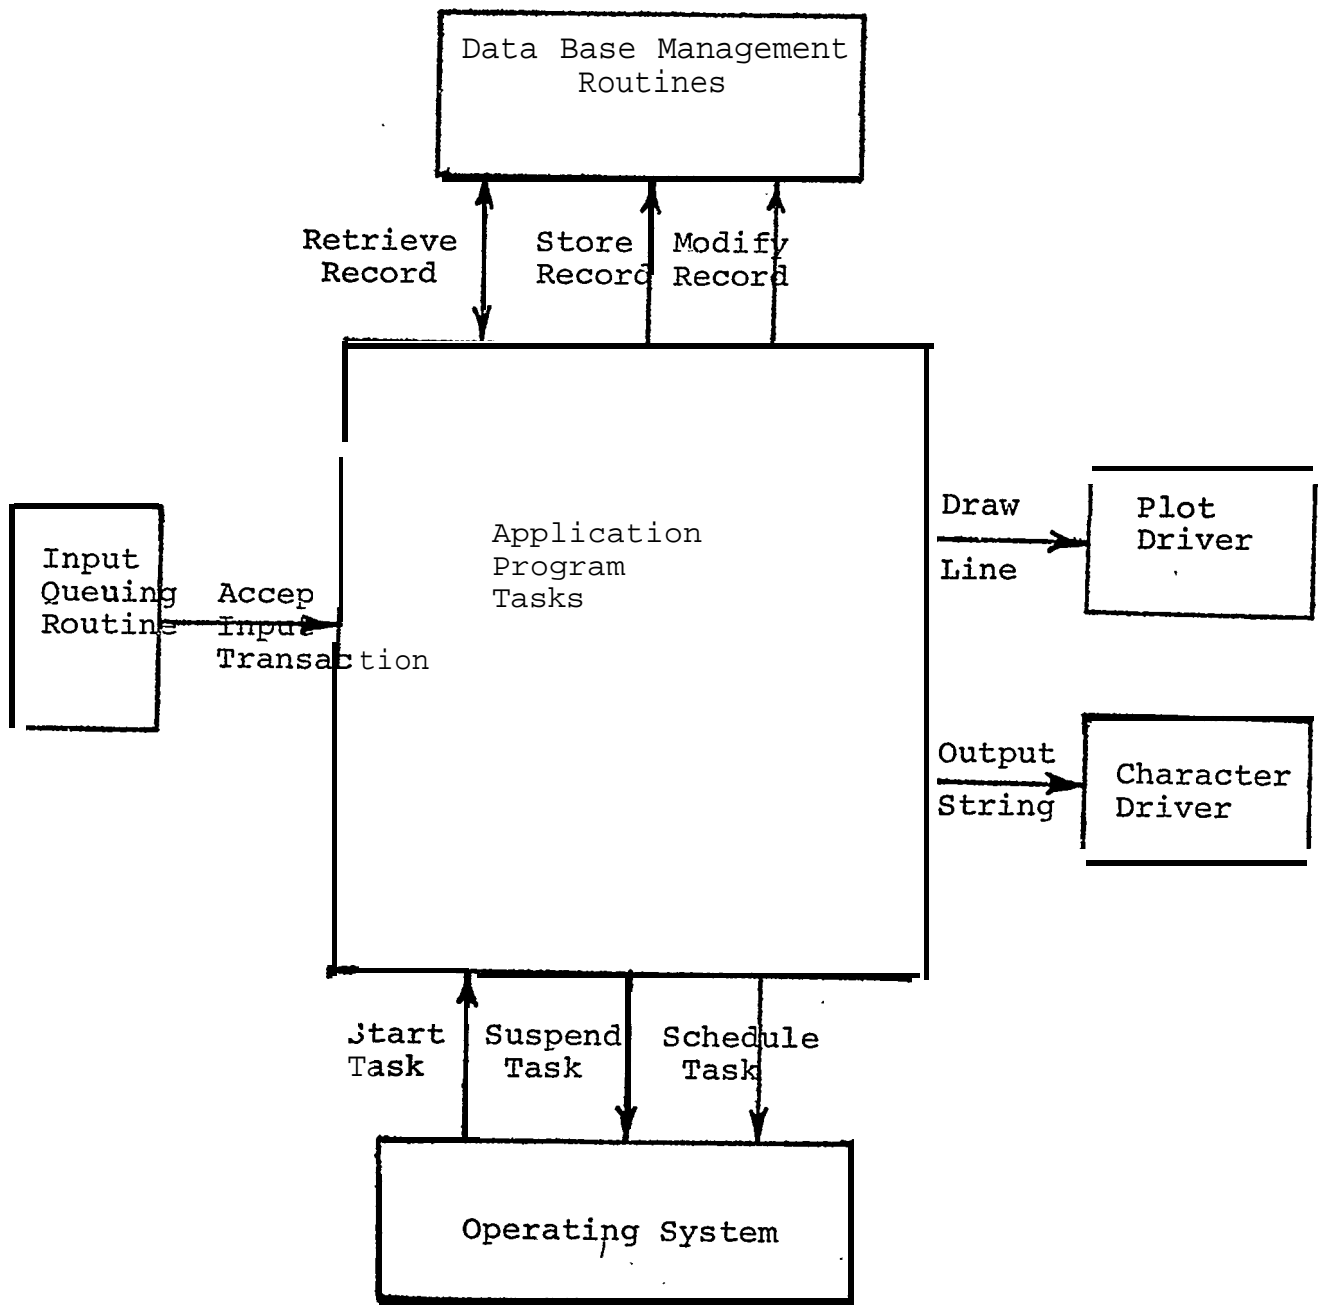 Data Base Management
Routines
Retrieve
Record
Store
Record
Modify
Record
Input
Queuing
Routine
Accep
Input
Transaction
Application
Program
Tasks
Draw
Line
Plot
Driver
Output
String
Character
Driver
Start
Task
Suspend
Task
Schedule
Task
Operating System